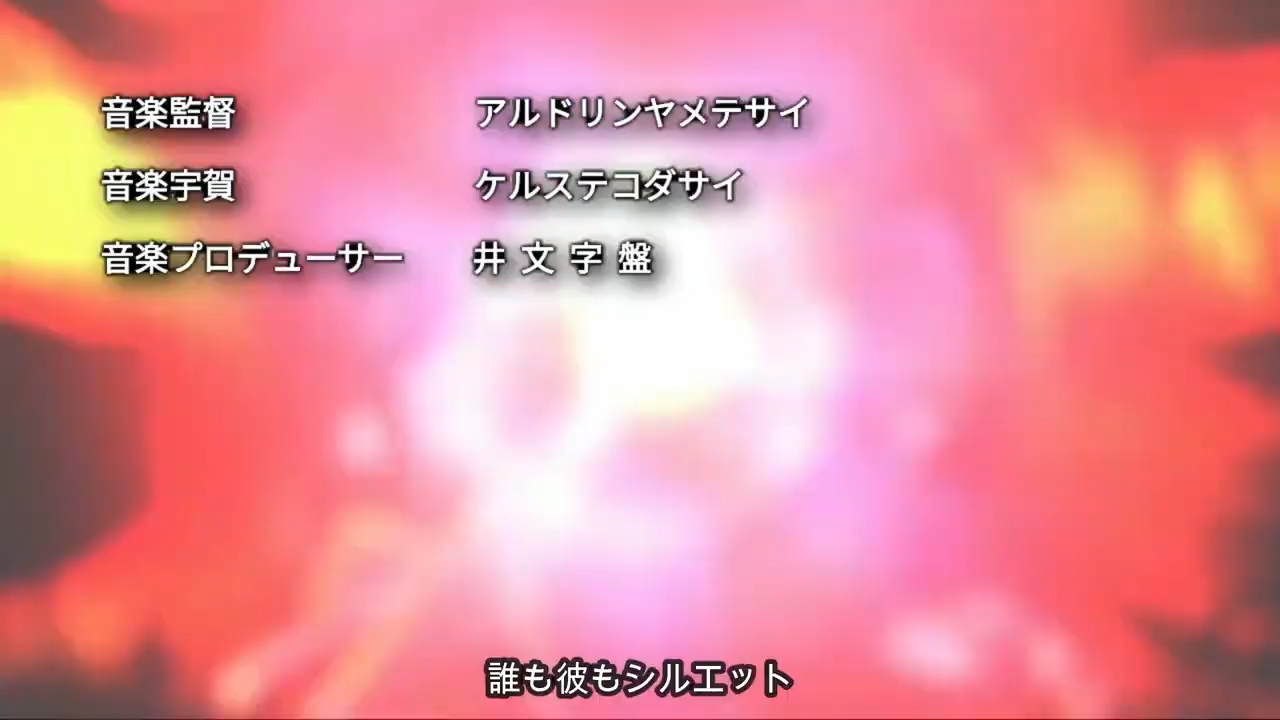 音楽監督 アルドリンヤメテサイ
音楽宇賀 ケルステコダサイ
音楽プロデューサー 井文字盤
誰も彼もシルエット